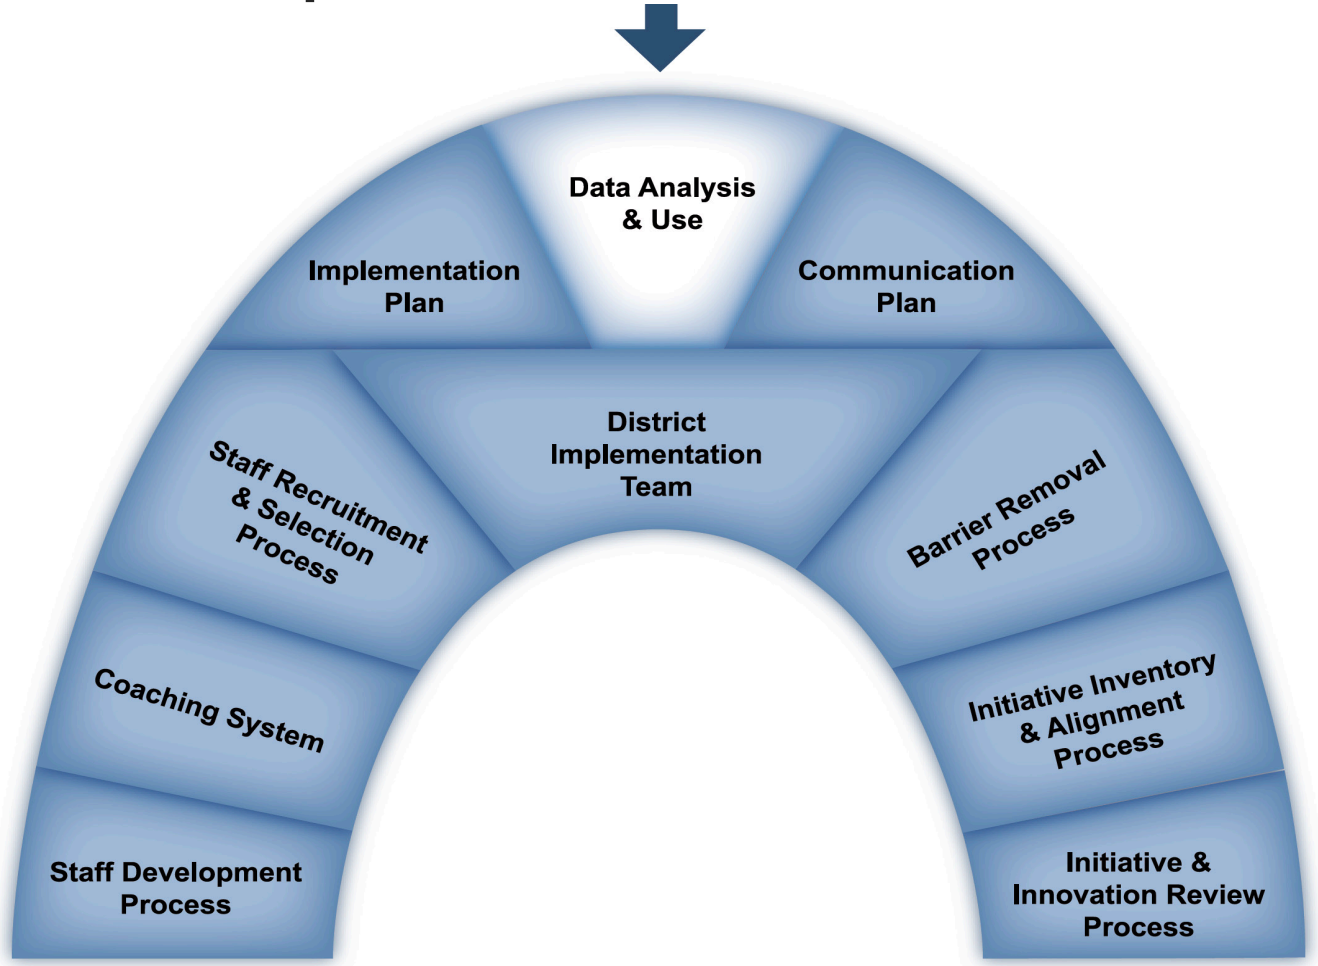 Data Analysis
& Use
Implementation
Plan
Communication
Plan
District
Implementation
Team
Staff Recruitment
& Selection
Process
Barrier Removal
Process
Coaching System
Initiative Inventory
& Alignment
Process
Staff Development
Process
Initiative &
Innovation Review
Process